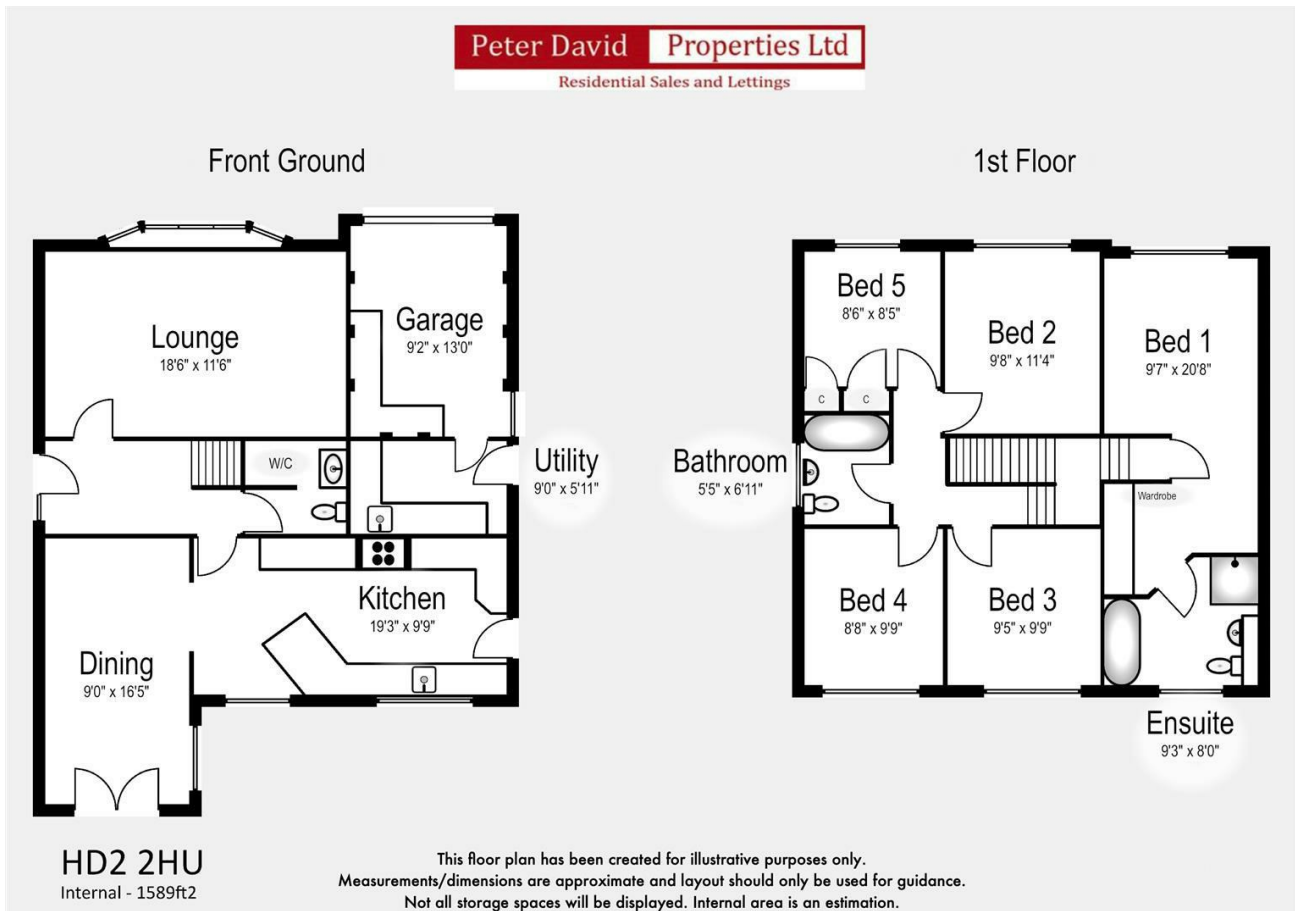 Peter David Properties Ltd
Residential Sales and Lettings
Front Ground
1st Floor
Lounge
18'6" x 11'6"
Garage
9'2" x 13'0"
W/C
Utility
9'0" x 5'11"
Kitchen
19'3" x 9'9"
Dining
9'0" x 16'5"
Bed 5
8'6" x 8'5"
Bed 2
9'8" x 11'4"
Bed 1
9'7" x 20'8"
C
C
Bathroom
5'5" x 6'11"
Wardrobe
Bed 4
8'8" x 9'9"
Bed 3
9'5" x 9'9"
Ensuite
9'3" x 8'0"
HD2 2HU
Internal - 1589ft2
This floor plan has been created for illustrative purposes only.
Measurements/dimensions are approximate and layout should only be used for guidance.
Not all storage spaces will be displayed. Internal area is an estimation.